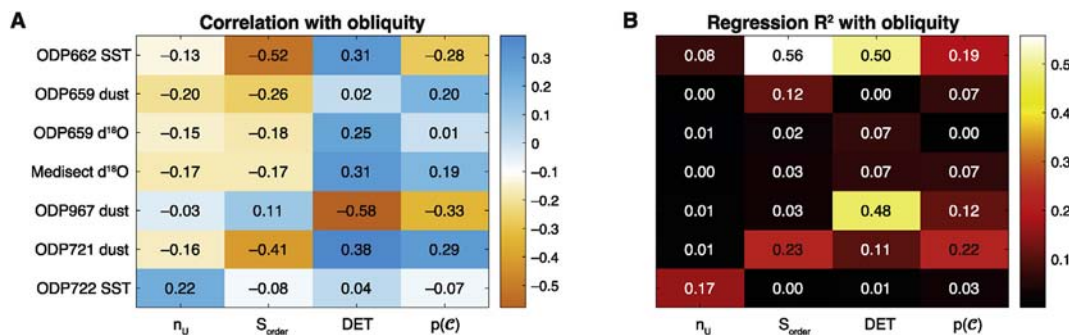 A
Correlation with obliquity
ODP662 SST −0.13 −0.52 0.31 −0.28
ODP659 dust −0.20 −0.26 0.02 0.20
ODP659 d¹⁸O −0.15 −0.18 0.25 0.01
Medisect d¹⁸O −0.17 −0.17 0.31 0.19
ODP967 dust −0.03 0.11 −0.58 −0.33
ODP721 dust −0.16 −0.41 0.38 0.29
ODP722 SST 0.22 −0.08 0.04 −0.07
n_U S_order DET p(𝒞)
0.3
0.2
0.1
0
−0.1
−0.2
−0.3
−0.4
−0.5
B
Regression R² with obliquity
0.08 0.56 0.50 0.19
0.00 0.12 0.00 0.07
0.01 0.02 0.07 0.00
0.00 0.03 0.07 0.07
0.01 0.03 0.48 0.12
0.01 0.23 0.11 0.22
0.17 0.00 0.01 0.03
n_U S_order DET p(𝒞)
0.5
0.4
0.3
0.2
0.1